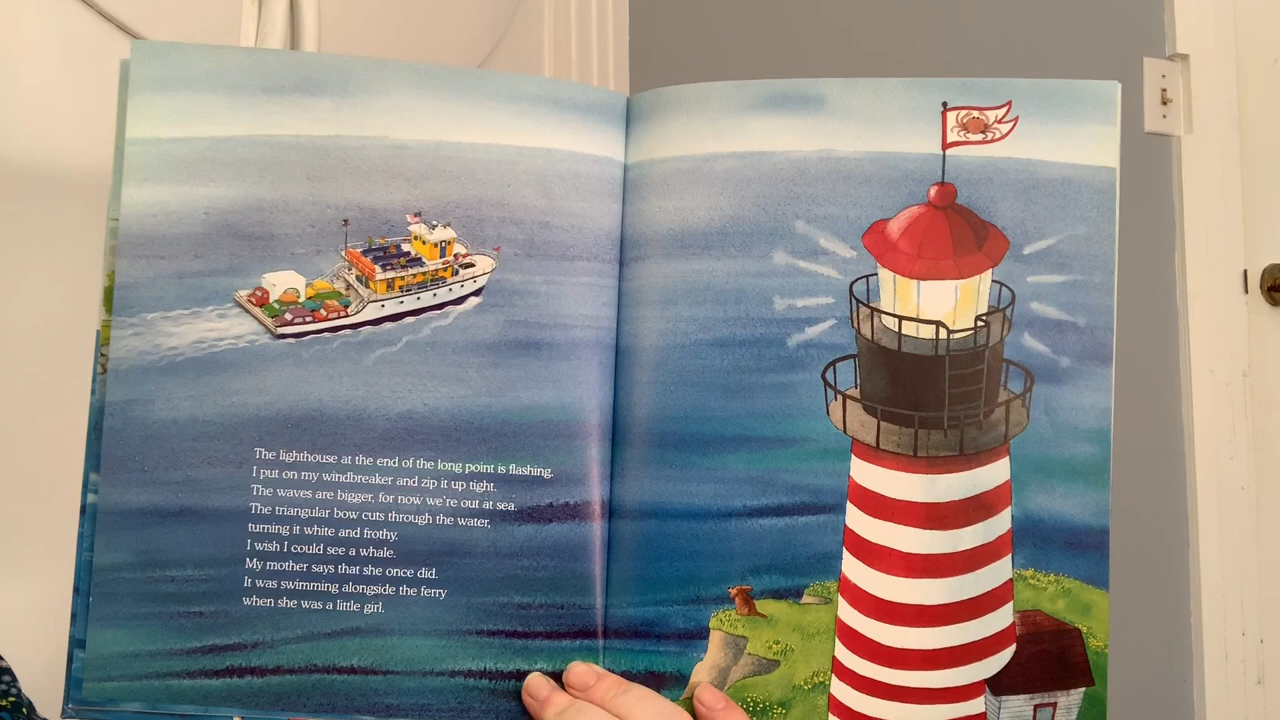 The lighthouse at the end of the long point is flashing.
I put on my windbreaker and zip it up tight.
The waves are bigger, for now we're out at sea.
The triangular bow cuts through the water,
turning it white and frothy.
I wish I could see a whale.
My mother says that she once did.
It was swimming alongside the ferry
when she was a little girl.